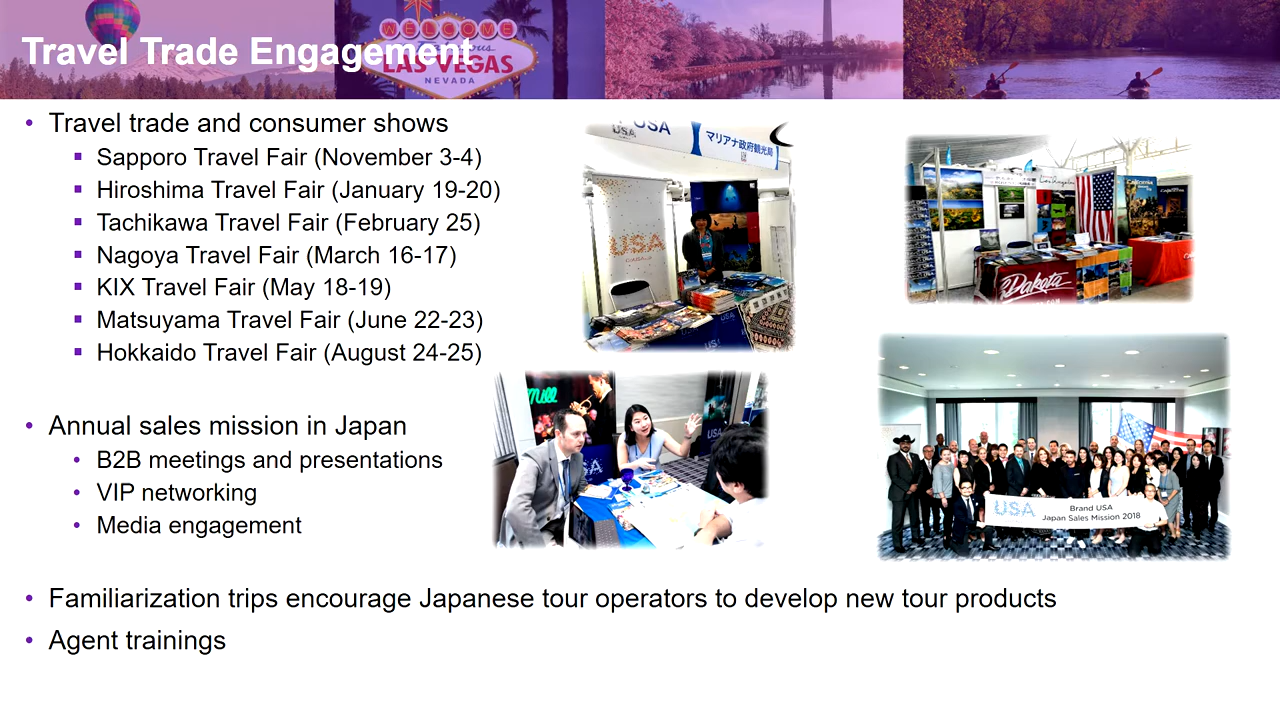 Travel Trade Engagement
WELCOME
LAS VEGAS
NEVADA
• Travel trade and consumer shows
▪ Sapporo Travel Fair (November 3-4)
▪ Hiroshima Travel Fair (January 19-20)
▪ Tachikawa Travel Fair (February 25)
▪ Nagoya Travel Fair (March 16-17)
▪ KIX Travel Fair (May 18-19)
▪ Matsuyama Travel Fair (June 22-23)
▪ Hokkaido Travel Fair (August 24-25)
• Annual sales mission in Japan
• B2B meetings and presentations
• VIP networking
• Media engagement
• Familiarization trips encourage Japanese tour operators to develop new tour products
• Agent trainings
USA
USA
マリアナ政府観光局
USA
USA
Dakota
Mill
USA
USA
Brand USA
Japan Sales Mission 2018